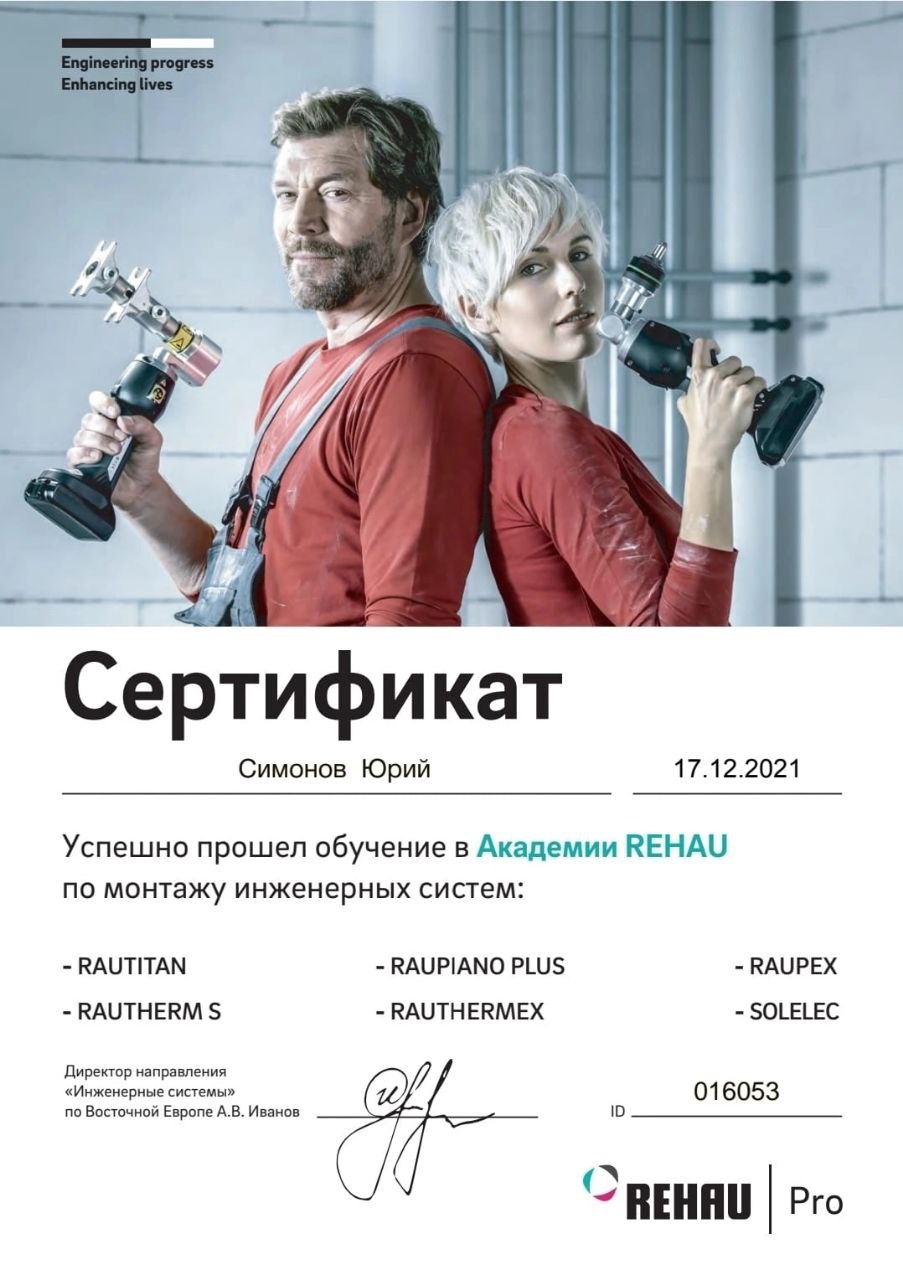 Engineering progress
Enhancing lives
Сертификат
Симонов Юрий 17.12.2021
Успешно прошел обучение в Академии REHAU
по монтажу инженерных систем:
- RAUTITAN - RAUPIANO PLUS - RAUPEX
- RAUTHERM S - RAUTHERMEX - SOLELEC
Директор направления
«Инженерные системы»
по Восточной Европе А.В. Иванов
ID 016053
REHAU Pro